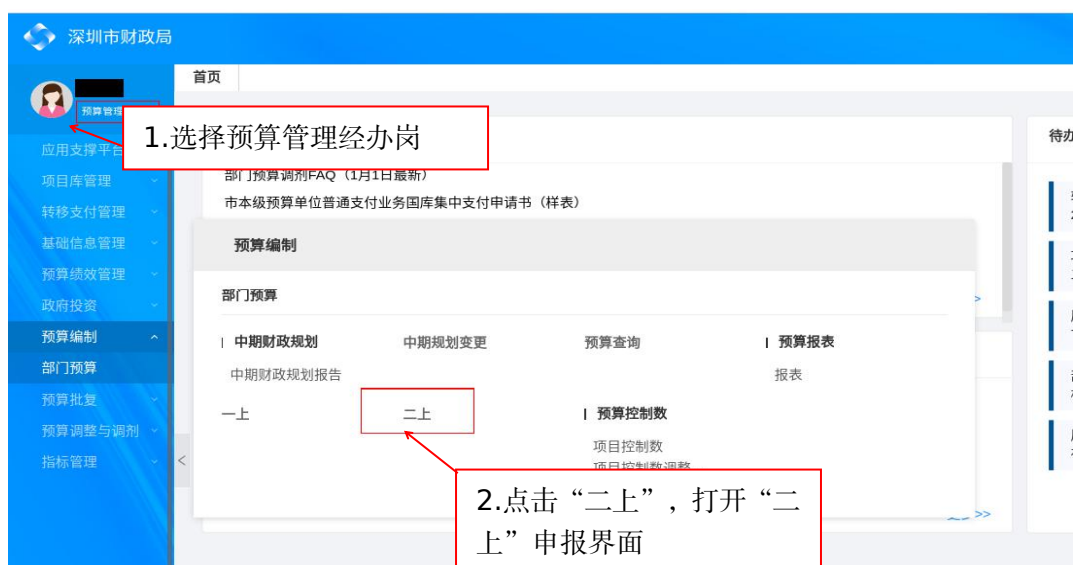 深圳市财政局
首页
预算管理
1.选择预算管理经办岗
待办
应用支撑平台
项目库管理
转移支付管理
基础信息管理
预算绩效管理
政府投资
预算编制
部门预算
预算批复
预算调整与调剂
指标管理
部门预算调剂FAQ（1月1日最新）
市本级预算单位普通支付业务国库集中支付申请书（样表）
预算编制
部门预算
中期财政规划 中期规划变更 预算查询 预算报表
中期财政规划报告 报表
一上 二上 预算控制数
项目控制数
项目控制数调整
2.点击“二上”，打开“二
上”申报界面
>>